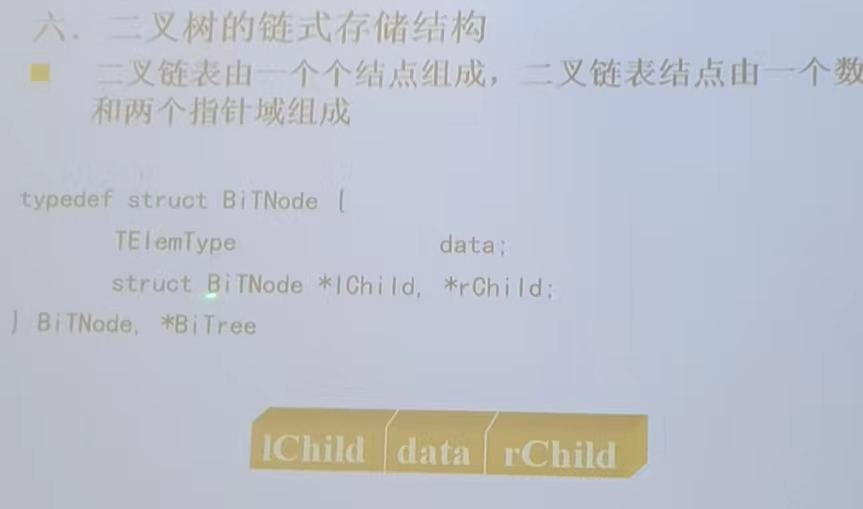 六. 二叉树的链式存储结构
二叉链表由一个个结点组成，二叉链表结点由一个数
和两个指针域组成
typedef struct BiTNode {
TElemType data;
struct BiTNode *lChild, *rChild;
} BiTNode, *BiTree
lChild data rChild